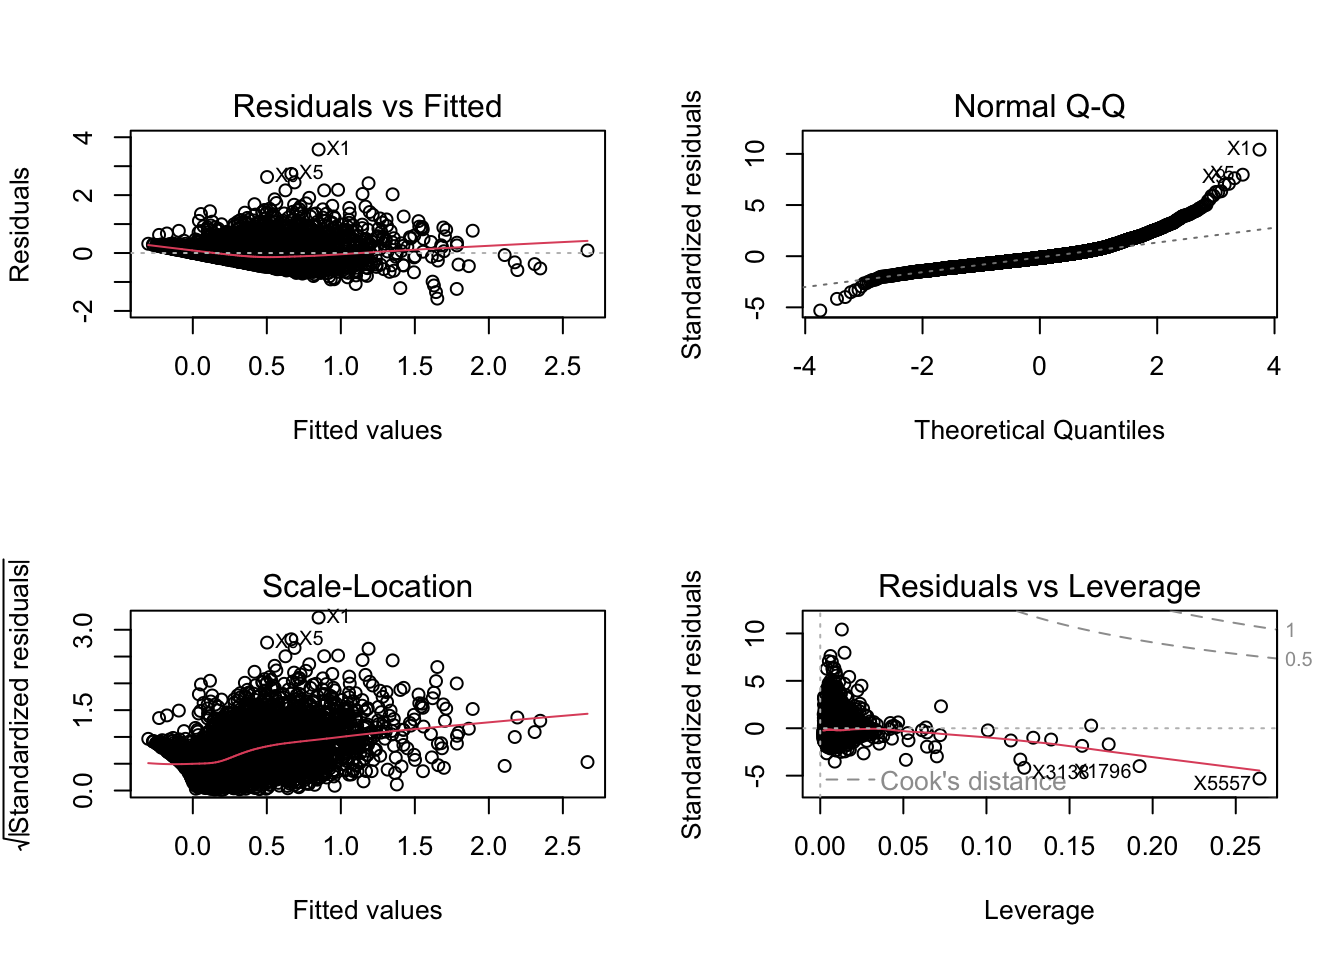 Residuals vs Fitted
Residuals
4
2
0
-2
X1
X5
0.0 0.5 1.0 1.5 2.0 2.5
Fitted values
Normal Q-Q
Standardized residuals
10
5
0
-5
X1
-4 -2 0 2 4
Theoretical Quantiles
Scale-Location
√|Standardized residuals|
3.0
1.5
0.0
X1
X5
0.0 0.5 1.0 1.5 2.0 2.5
Fitted values
Residuals vs Leverage
Standardized residuals
10
5
0
-5
1
0.5
Cook's distance
X1796
X5557
0.00 0.05 0.10 0.15 0.20 0.25
Leverage